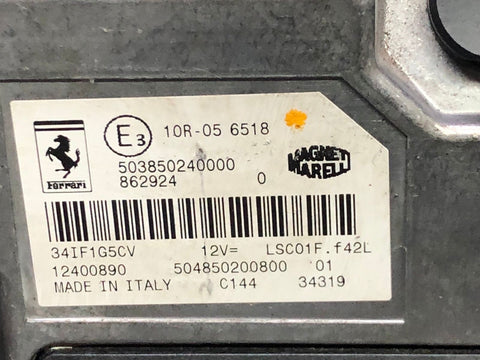 E3 10R-05 6518
Ferrari
503850240000
862924 0
MAGNETI MARELLI
34IF1G5CV 12V= LSC01F.f42L
12400890 504850200800 01
MADE IN ITALY C144 34319